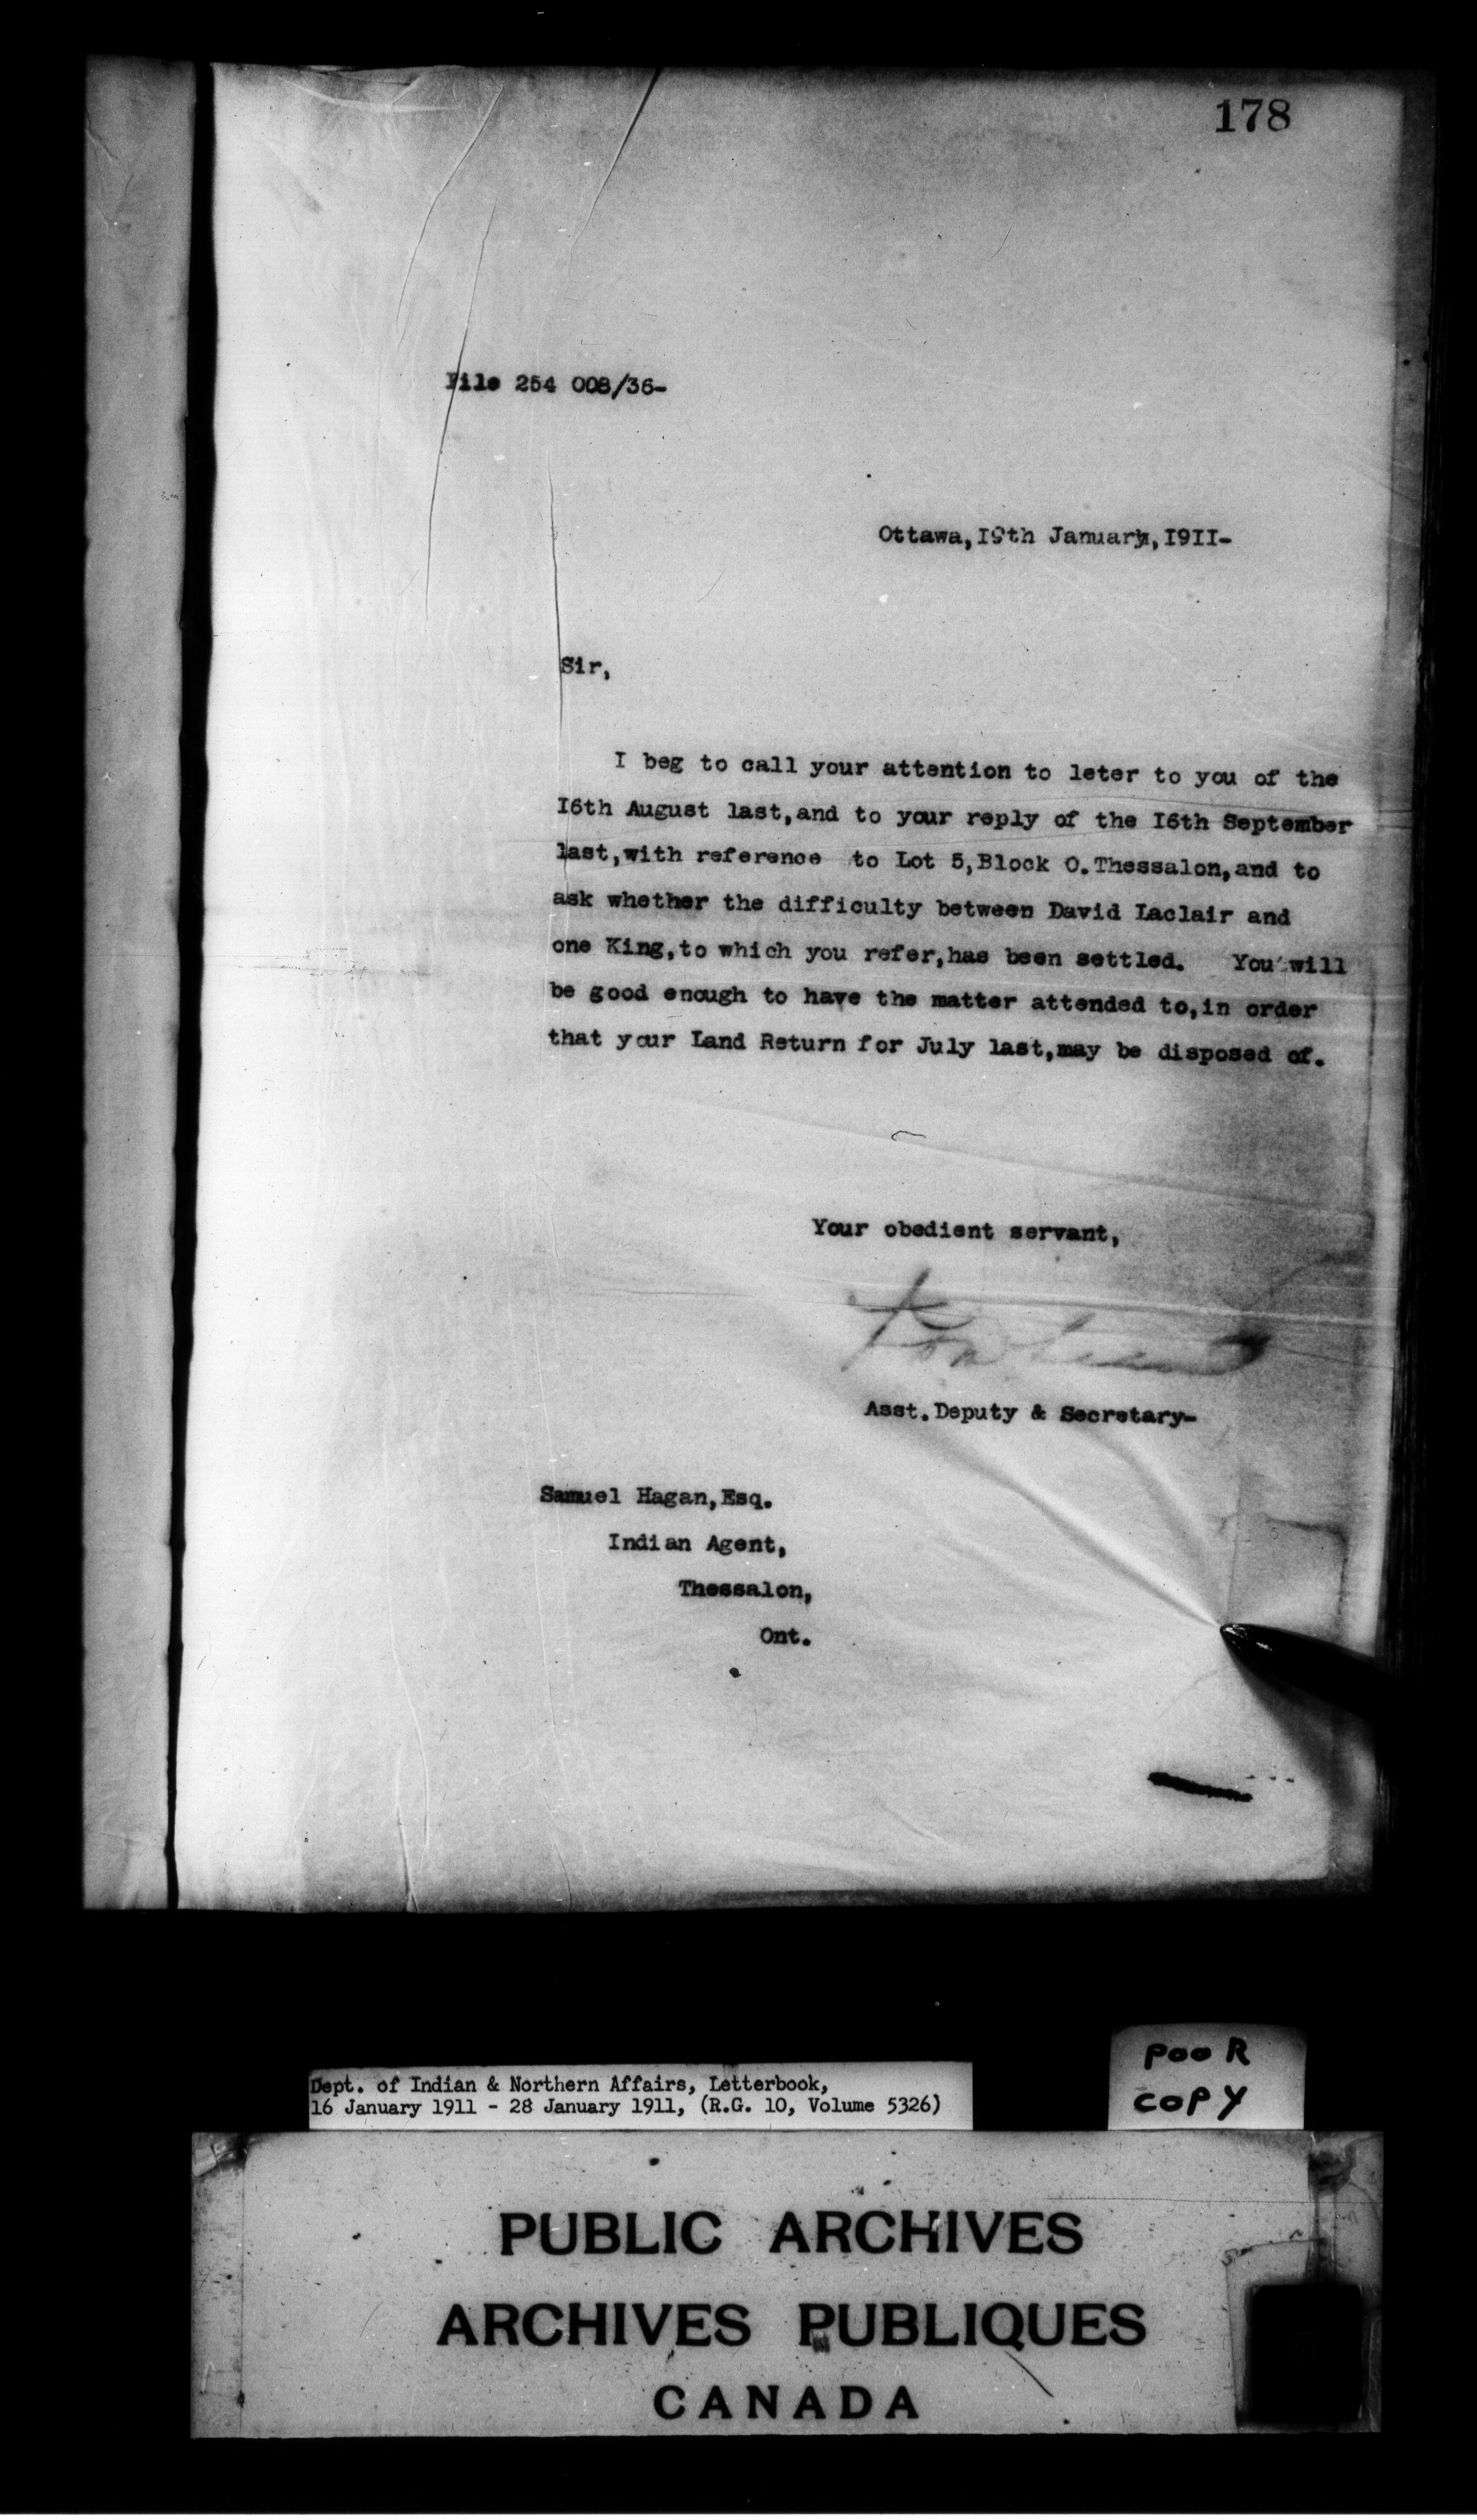 178
File 254 008/36-
Ottawa, I9th January, I9II-
Sir,
I beg to call your attention to leter to you of the
I6th August last, and to your reply of the I6th September
last, with reference to Lot 5, Block O. Thessalon, and to
ask whether the difficulty between David Laclair and
one King, to which you refer, has been settled. You will
be good enough to have the matter attended to, in order
that your Land Return for July last, may be disposed of.
Your obedient servant,
Asst. Deputy & Secretary-
Samuel Hagan, Esq.
Indian Agent,
Thessalon,
Ont.
Dept. of Indian & Northern Affairs, Letterbook,
16 January 1911 - 28 January 1911, (R.G. 10, Volume 5326)
POOR
COPY
PUBLIC ARCHIVES
ARCHIVES PUBLIQUES
CANADA